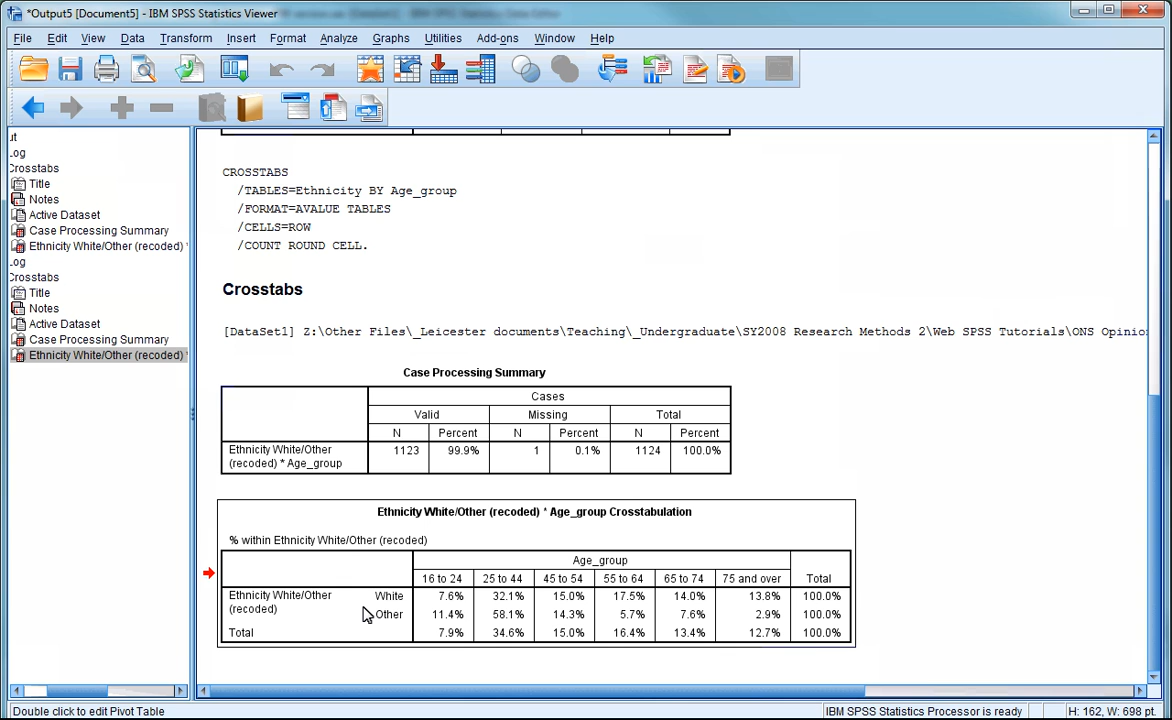 *Output5 [Document5] - IBM SPSS Statistics Viewer
File Edit View Data Transform Insert Format Analyze Graphs Utilities Add-ons Window Help
ut
Log
Crosstabs
Title
Notes
Active Dataset
Case Processing Summary
Ethnicity White/Other (recoded) *
Log
Crosstabs
Title
Notes
Active Dataset
Case Processing Summary
Ethnicity White/Other (recoded) *
CROSSTABS
/TABLES=Ethnicity BY Age_group
/FORMAT=AVALUE TABLES
/CELLS=ROW
/COUNT ROUND CELL.
Crosstabs
[DataSet1] Z:\Other Files\_Leicester documents\Teaching\_Undergraduate\SY2008 Research Methods 2\Web SPSS Tutorials\ONS Opinio
Case Processing Summary
Cases
Valid Missing Total
N Percent N Percent N Percent
Ethnicity White/Other (recoded) * Age_group 1123 99.9% 1 0.1% 1124 100.0%
Ethnicity White/Other (recoded) * Age_group Crosstabulation
% within Ethnicity White/Other (recoded)
Age_group
16 to 24 25 to 44 45 to 54 55 to 64 65 to 74 75 and over Total
Ethnicity White/Other (recoded) White 7.6% 32.1% 15.0% 17.5% 14.0% 13.8% 100.0%
Other 11.4% 58.1% 14.3% 5.7% 7.6% 2.9% 100.0%
Total 7.9% 34.6% 15.0% 16.4% 13.4% 12.7% 100.0%
Double click to edit Pivot Table IBM SPSS Statistics Processor is ready H: 162, W: 698 pt.